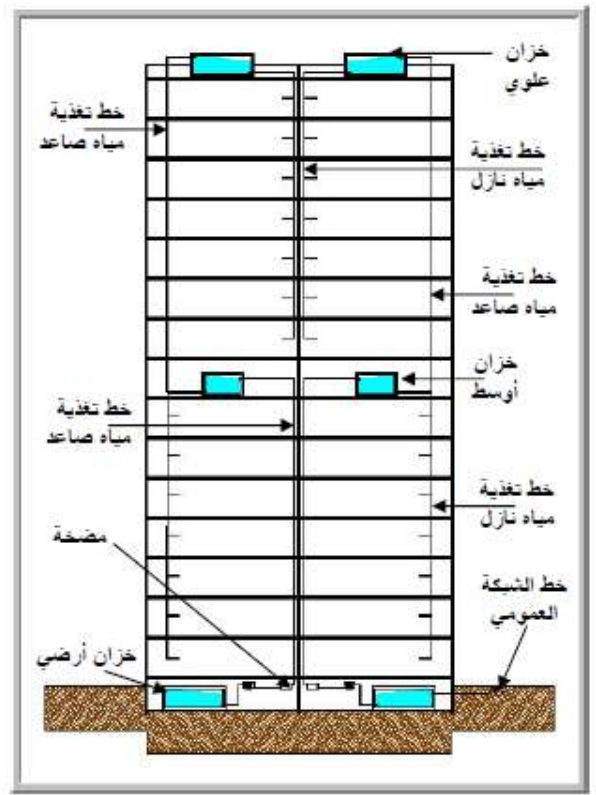 خزان
علوي
خط تغذية
مياه صاعد
خط تغذية
مياه نازل
خط تغذية
مياه صاعد
خزان
أوسط
خط تغذية
مياه صاعد
خط تغذية
مياه نازل
مضخة
خط الشبكة
العمومي
خزان أرضي